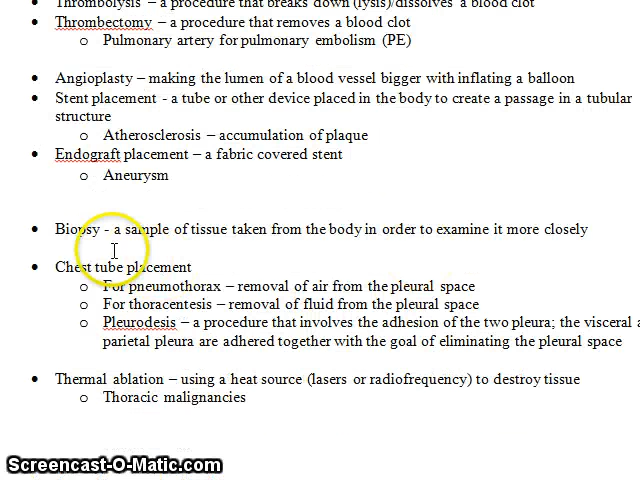 Thrombolysis – a procedure that breaks down (lysis)/dissolves a blood clot
• Thrombectomy – a procedure that removes a blood clot
o Pulmonary artery for pulmonary embolism (PE)
• Angioplasty – making the lumen of a blood vessel bigger with inflating a balloon
• Stent placement - a tube or other device placed in the body to create a passage in a tubular
structure
o Atherosclerosis – accumulation of plaque
• Endograft placement – a fabric covered stent
o Aneurysm
• Biopsy - a sample of tissue taken from the body in order to examine it more closely
• Chest tube placement
o For pneumothorax – removal of air from the pleural space
o For thoracentesis – removal of fluid from the pleural space
o Pleurodesis – a procedure that involves the adhesion of the two pleura; the visceral a
parietal pleura are adhered together with the goal of eliminating the pleural space
• Thermal ablation – using a heat source (lasers or radiofrequency) to destroy tissue
o Thoracic malignancies
Screencast-O-Matic.com